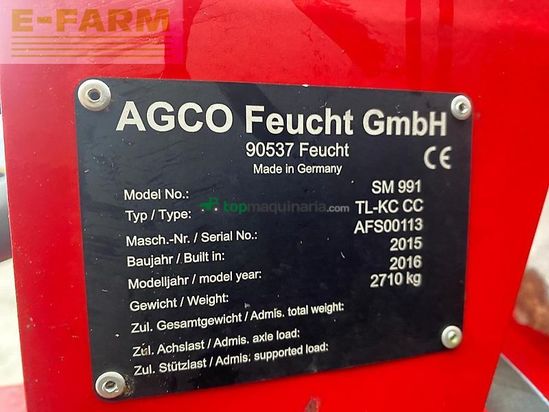 E-FARM
AGCO Feucht GmbH
90537 Feucht
Made in Germany
CE
Model No.: SM 991
Typ / Type: TL-KC CC
topmaquinaria.com
Masch.-Nr. / Serial No.: AFS00113
Baujahr / Built in: 2015
Modelljahr / model year: 2016
Gewicht / Weight: 2710 kg
Zul. Gesamtgewicht / Admis. total weight:
Zul. Achslast / Admis. axle load:
Zul. Stützlast / Admis. supported load: